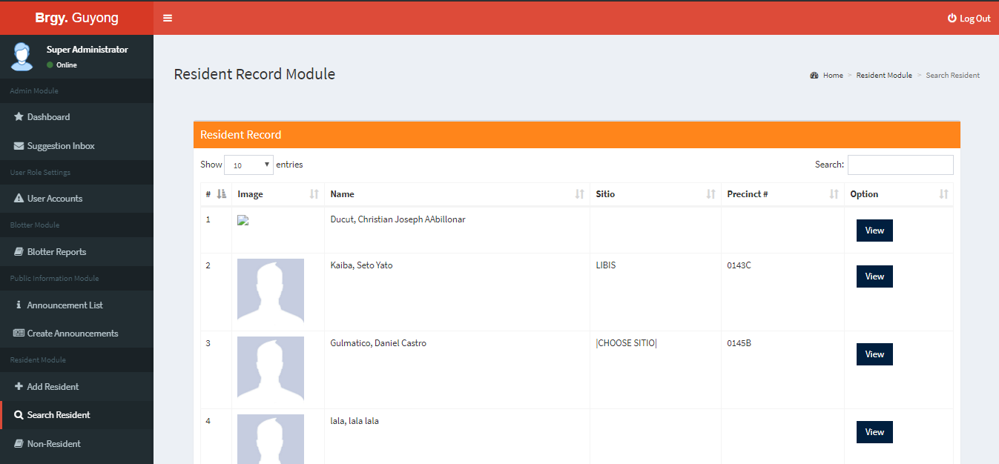 Brgy. Guyong
Log Out
Super Administrator
Online
Admin Module
Dashboard
Suggestion Inbox
User Role Settings
User Accounts
Blotter Module
Blotter Reports
Public Information Module
Announcement List
Create Announcements
Resident Module
Add Resident
Search Resident
Non-Resident
Resident Record Module
Home > Resident Module > Search Resident
Resident Record
Show 10 entries
Search:
# Image Name Sitio Precinct # Option
1 Ducut, Christian Joseph AAbillonar View
2 Kaiba, Seto Yato LIBIS 0143C View
3 Gulmatico, Daniel Castro |CHOOSE SITIO| 0145B View
4 lala, lala lala View